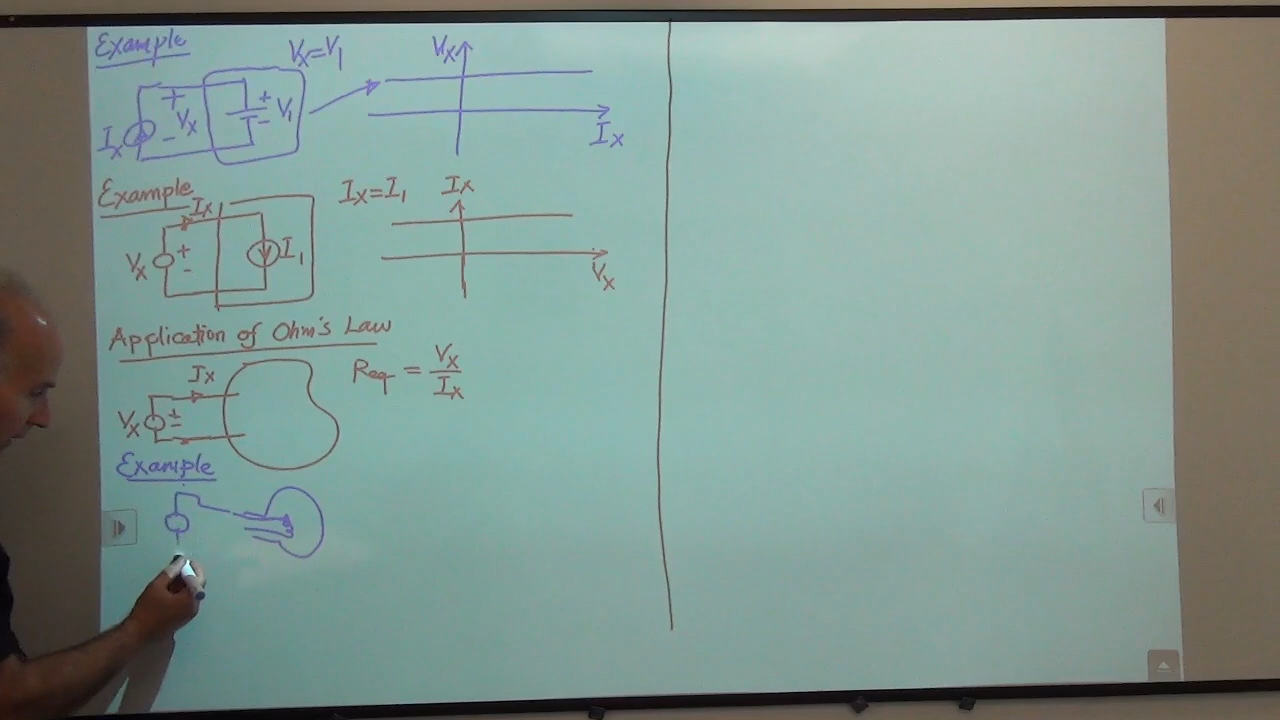 Example
Vx=V1
Vx
Ix + Vx - + - V1
Ix
Example
Ix
Ix=I1
Ix
Vx + - I1
Vx
Application of Ohm's Law
Ix
Req = Vx/Ix
Vx ±
Example